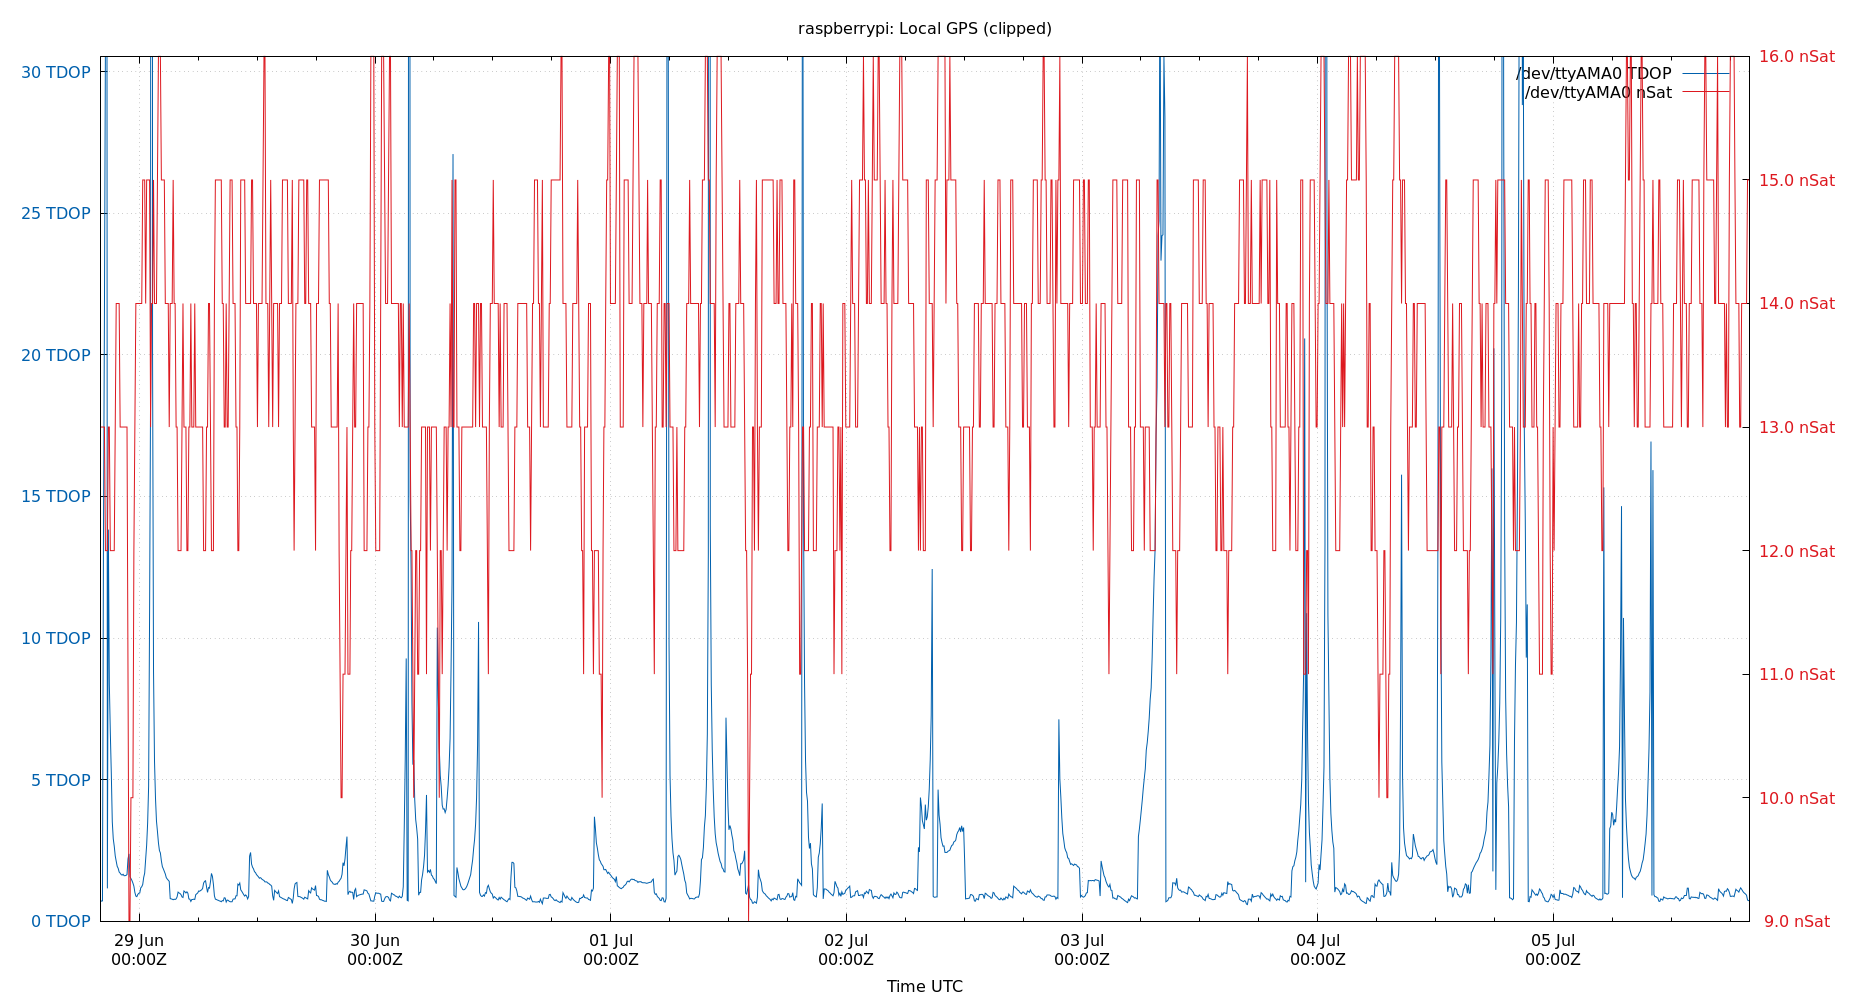 raspberrypi: Local GPS (clipped)
30 TDOP
25 TDOP
20 TDOP
15 TDOP
10 TDOP
5 TDOP
0 TDOP
16.0 nSat
15.0 nSat
14.0 nSat
13.0 nSat
12.0 nSat
11.0 nSat
10.0 nSat
9.0 nSat
/dev/ttyAMA0 TDOP
/dev/ttyAMA0 nSat
29 Jun
00:00Z
30 Jun
00:00Z
01 Jul
00:00Z
02 Jul
00:00Z
03 Jul
00:00Z
04 Jul
00:00Z
05 Jul
00:00Z
Time UTC